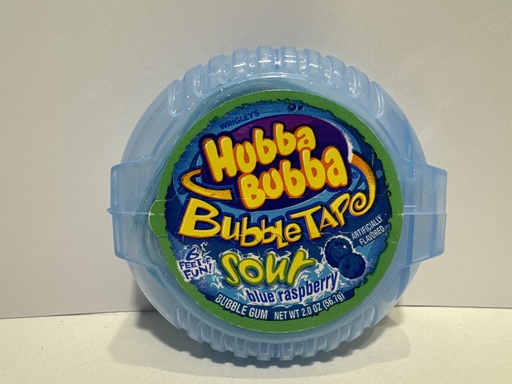 WRIGLEY'S
Hubba
Bubba
BUBBLE TAPE
ARTIFICIALLY
FLAVORED
6
FEET OF
FUN!
sour
blue raspberry
BUBBLE GUM NET WT 2.0 OZ (56.7g)